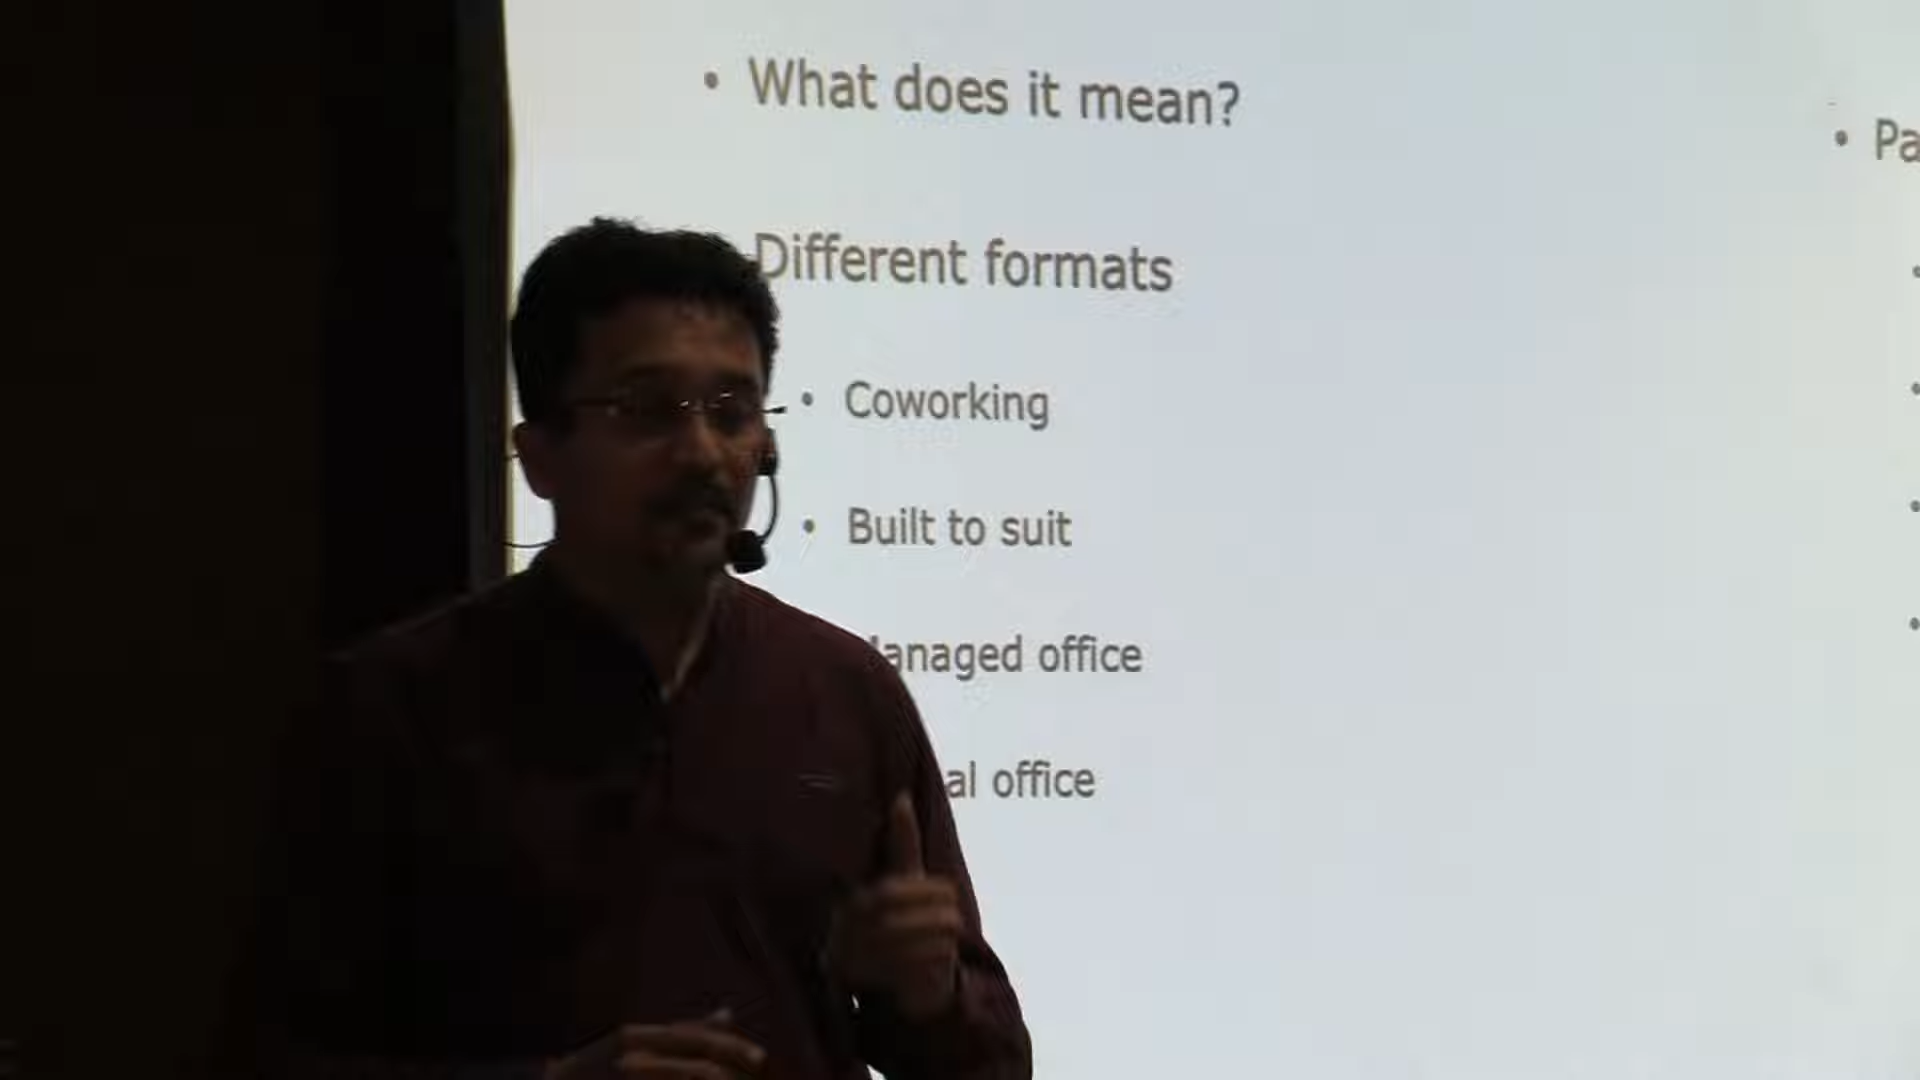 • What does it mean?
Different formats
• Coworking
• Built to suit
anaged office
al office
• Pa